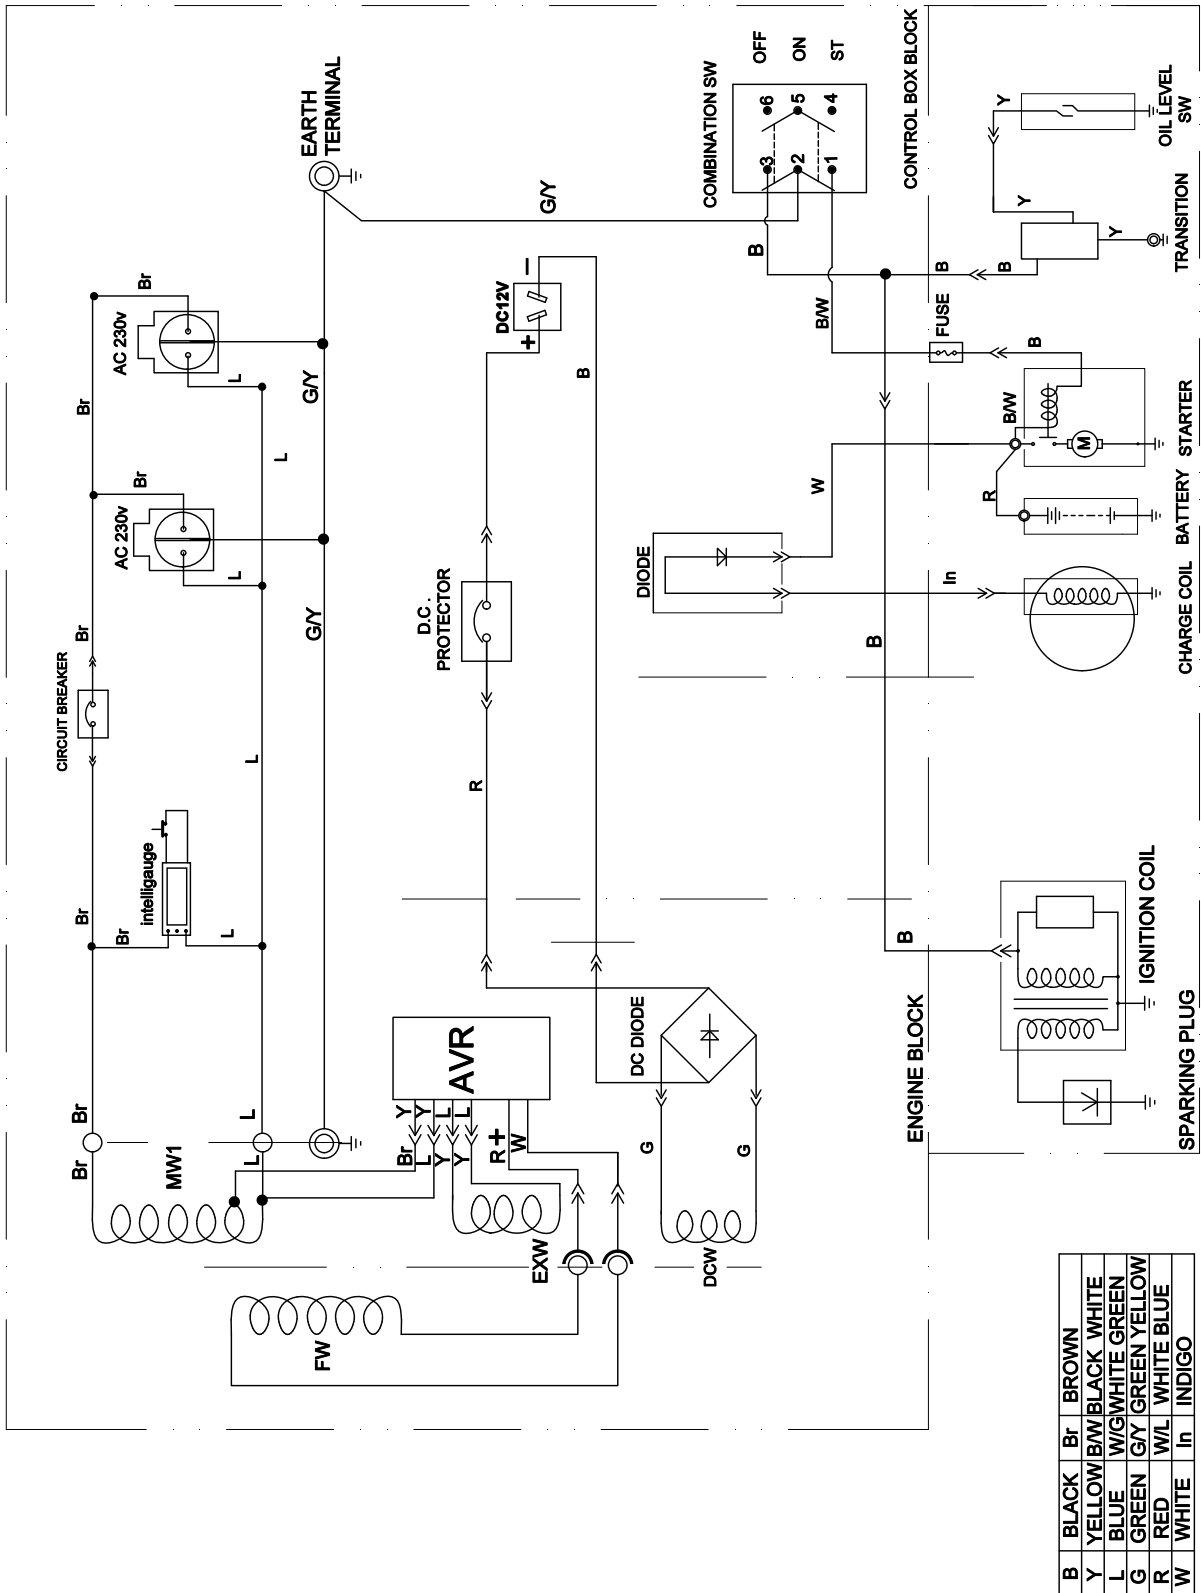 EARTH
TERMINAL
Br
AC 230v
L
Br
G/Y
Br
AC 230v
L
L
Br
G/Y
CIRCUIT BREAKER
L
intelligauge
Br
Br
L
Br
Br
L
L
MW1
COMBINATION SW
OFF
ON
ST
6
5
4
3
2
1
G/Y
B
B/W
DC12V
+
−
B
D.C.
PROTECTOR
R
DIODE
W
In
B
B
AVR
Y
Y
L
L
R+
W
Br
L
Y
Y
EXW
FW
DC DIODE
G
G
DCW
CONTROL BOX BLOCK
ENGINE BLOCK
Y
OIL LEVEL
SW
Y
Y
TRANSITION
B
B
FUSE
B
B/W
STARTER
M
R
BATTERY
CHARGE COIL
IGNITION COIL
SPARKING PLUG
B BLACK Br BROWN
Y YELLOW B/W BLACK WHITE
L BLUE W/G WHITE GREEN
G GREEN G/Y GREEN YELLOW
R RED W/L WHITE BLUE
W WHITE In INDIGO